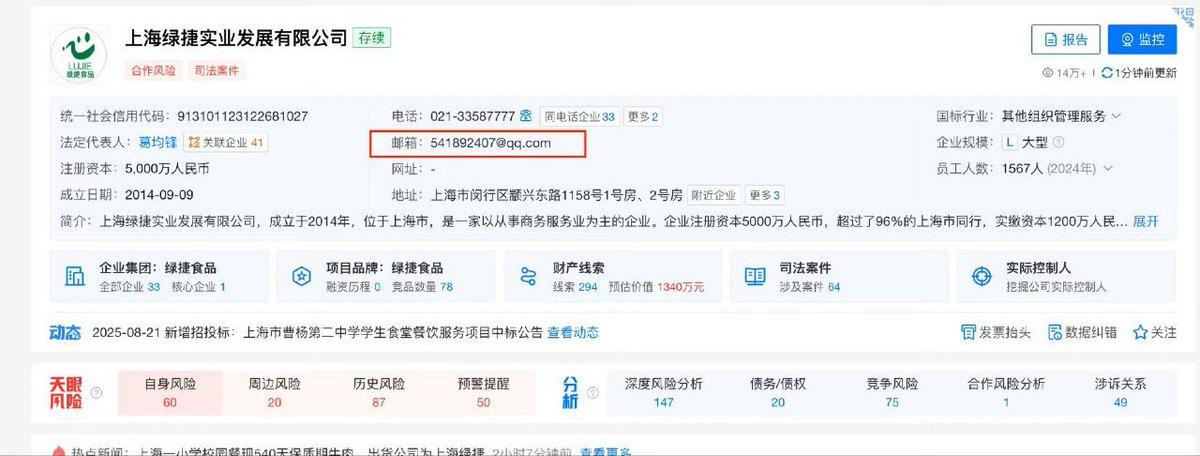 上海绿捷实业发展有限公司 存续
LUJIE
绿捷食品
合作风险 司法案件
报告 监控
14万+ 1分钟前更新
统一社会信用代码: 913101123122681027
法定代表人: 葛均锋 关联企业 41
注册资本: 5,000万人民币
成立日期: 2014-09-09
电话: 021-33587777 同电话企业33 更多2
邮箱: 541892407@qq.com
网址: -
地址: 上海市闵行区颛兴东路1158号1号房、2号房 附近企业 更多3
国标行业: 其他组织管理服务
企业规模: L 大型
员工人数: 1567人 (2024年)
简介: 上海绿捷实业发展有限公司，成立于2014年，位于上海市，是一家以从事商务服务业为主的企业。企业注册资本5000万人民币，超过了96%的上海市同行，实缴资本1200万人民... 展开
企业集团: 绿捷食品
全部企业 33 核心企业 1
项目品牌: 绿捷食品
融资历程 0 竞品数量 78
财产线索
线索 294 预估价值 1340万元
司法案件
涉及案件 64
实际控制人
挖掘公司实际控制人
动态 2025-08-21 新增招投标: 上海市曹杨第二中学学生食堂餐饮服务项目中标公告 查看动态
发票抬头 数据纠错 关注
天眼风险
自身风险 60
周边风险 20
历史风险 87
预警提醒 50
分析
深度风险分析 147
债务/债权 20
竞争风险 75
合作风险分析 1
涉诉关系 49
热点新闻: 上海一小学校园餐现540天保质期牛肉，出货公司为上海绿捷 2小时7分钟前 查看更多